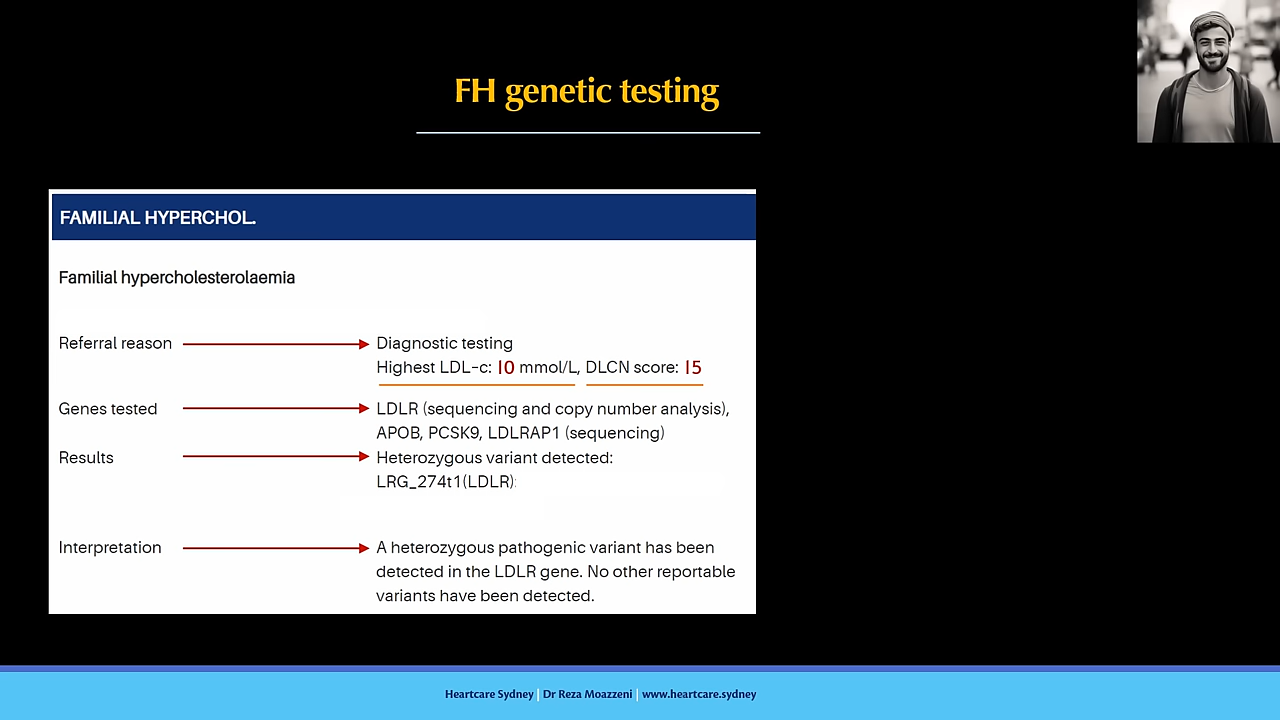 FH genetic testing
FAMILIAL HYPERCHOL.
Familial hypercholesterolaemia
Referral reason
Diagnostic testing
Highest LDL-c: 10 mmol/L, DLCN score: 15
Genes tested
LDLR (sequencing and copy number analysis),
APOB, PCSK9, LDLRAP1 (sequencing)
Results
Heterozygous variant detected:
LRG_274t1(LDLR):
Interpretation
A heterozygous pathogenic variant has been
detected in the LDLR gene. No other reportable
variants have been detected.
Heartcare Sydney | Dr Reza Moazzeni | www.heartcare.sydney